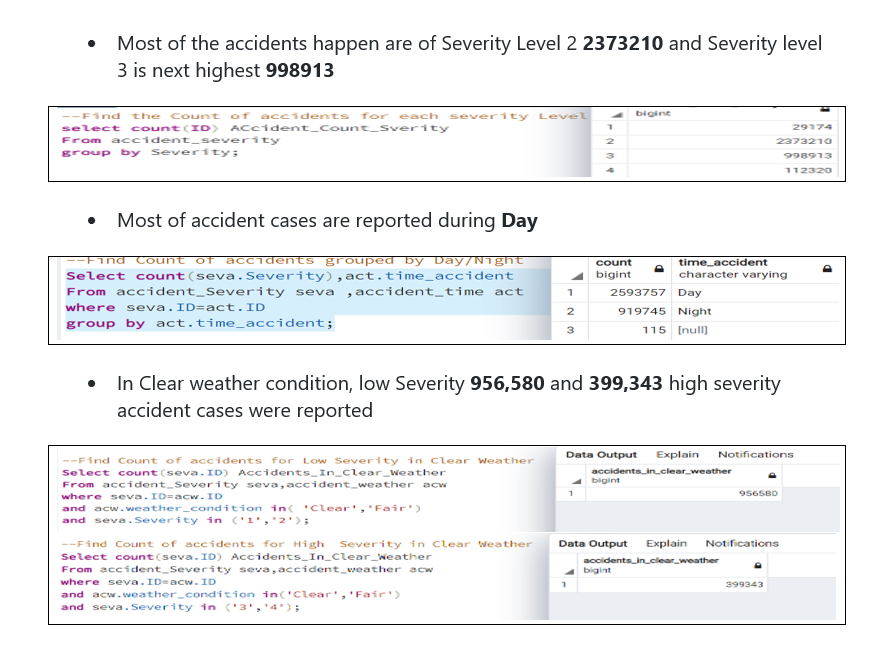 • Most of the accidents happen are of Severity Level 2 2373210 and Severity level
3 is next highest 998913
--Find the Count of accidents for each severity Level
select count(ID) ACcident_Count_Sverity
From accident_severity
group by Severity;
bigint
1 29174
2 2373210
3 998913
4 112320
• Most of accident cases are reported during Day
--Find Count of accidents grouped by Day/Night
Select count(seva.Severity),act.time_accident
From accident_Severity seva ,accident_time act
where seva.ID=act.ID
group by act.time_accident;
count time_accident
bigint character varying
1 2593757 Day
2 919745 Night
3 115 [null]
• In Clear weather condition, low Severity 956,580 and 399,343 high severity
accident cases were reported
--Find Count of accidents for Low Severity in Clear Weather
Select count(seva.ID) Accidents_In_Clear_Weather
From accident_Severity seva,accident_weather acw
where seva.ID=acw.ID
and acw.weather_condition in( 'Clear','Fair')
and seva.Severity in ('1','2');
Data Output Explain Notifications
accidents_in_clear_weather
bigint
1 956580
--Find Count of accidents for High Severity in Clear Weather
Select count(seva.ID) Accidents_In_Clear_Weather
From accident_Severity seva,accident_weather acw
where seva.ID=acw.ID
and acw.weather_condition in('Clear','Fair')
and seva.Severity in ('3','4');
Data Output Explain Notifications
accidents_in_clear_weather
bigint
1 399343